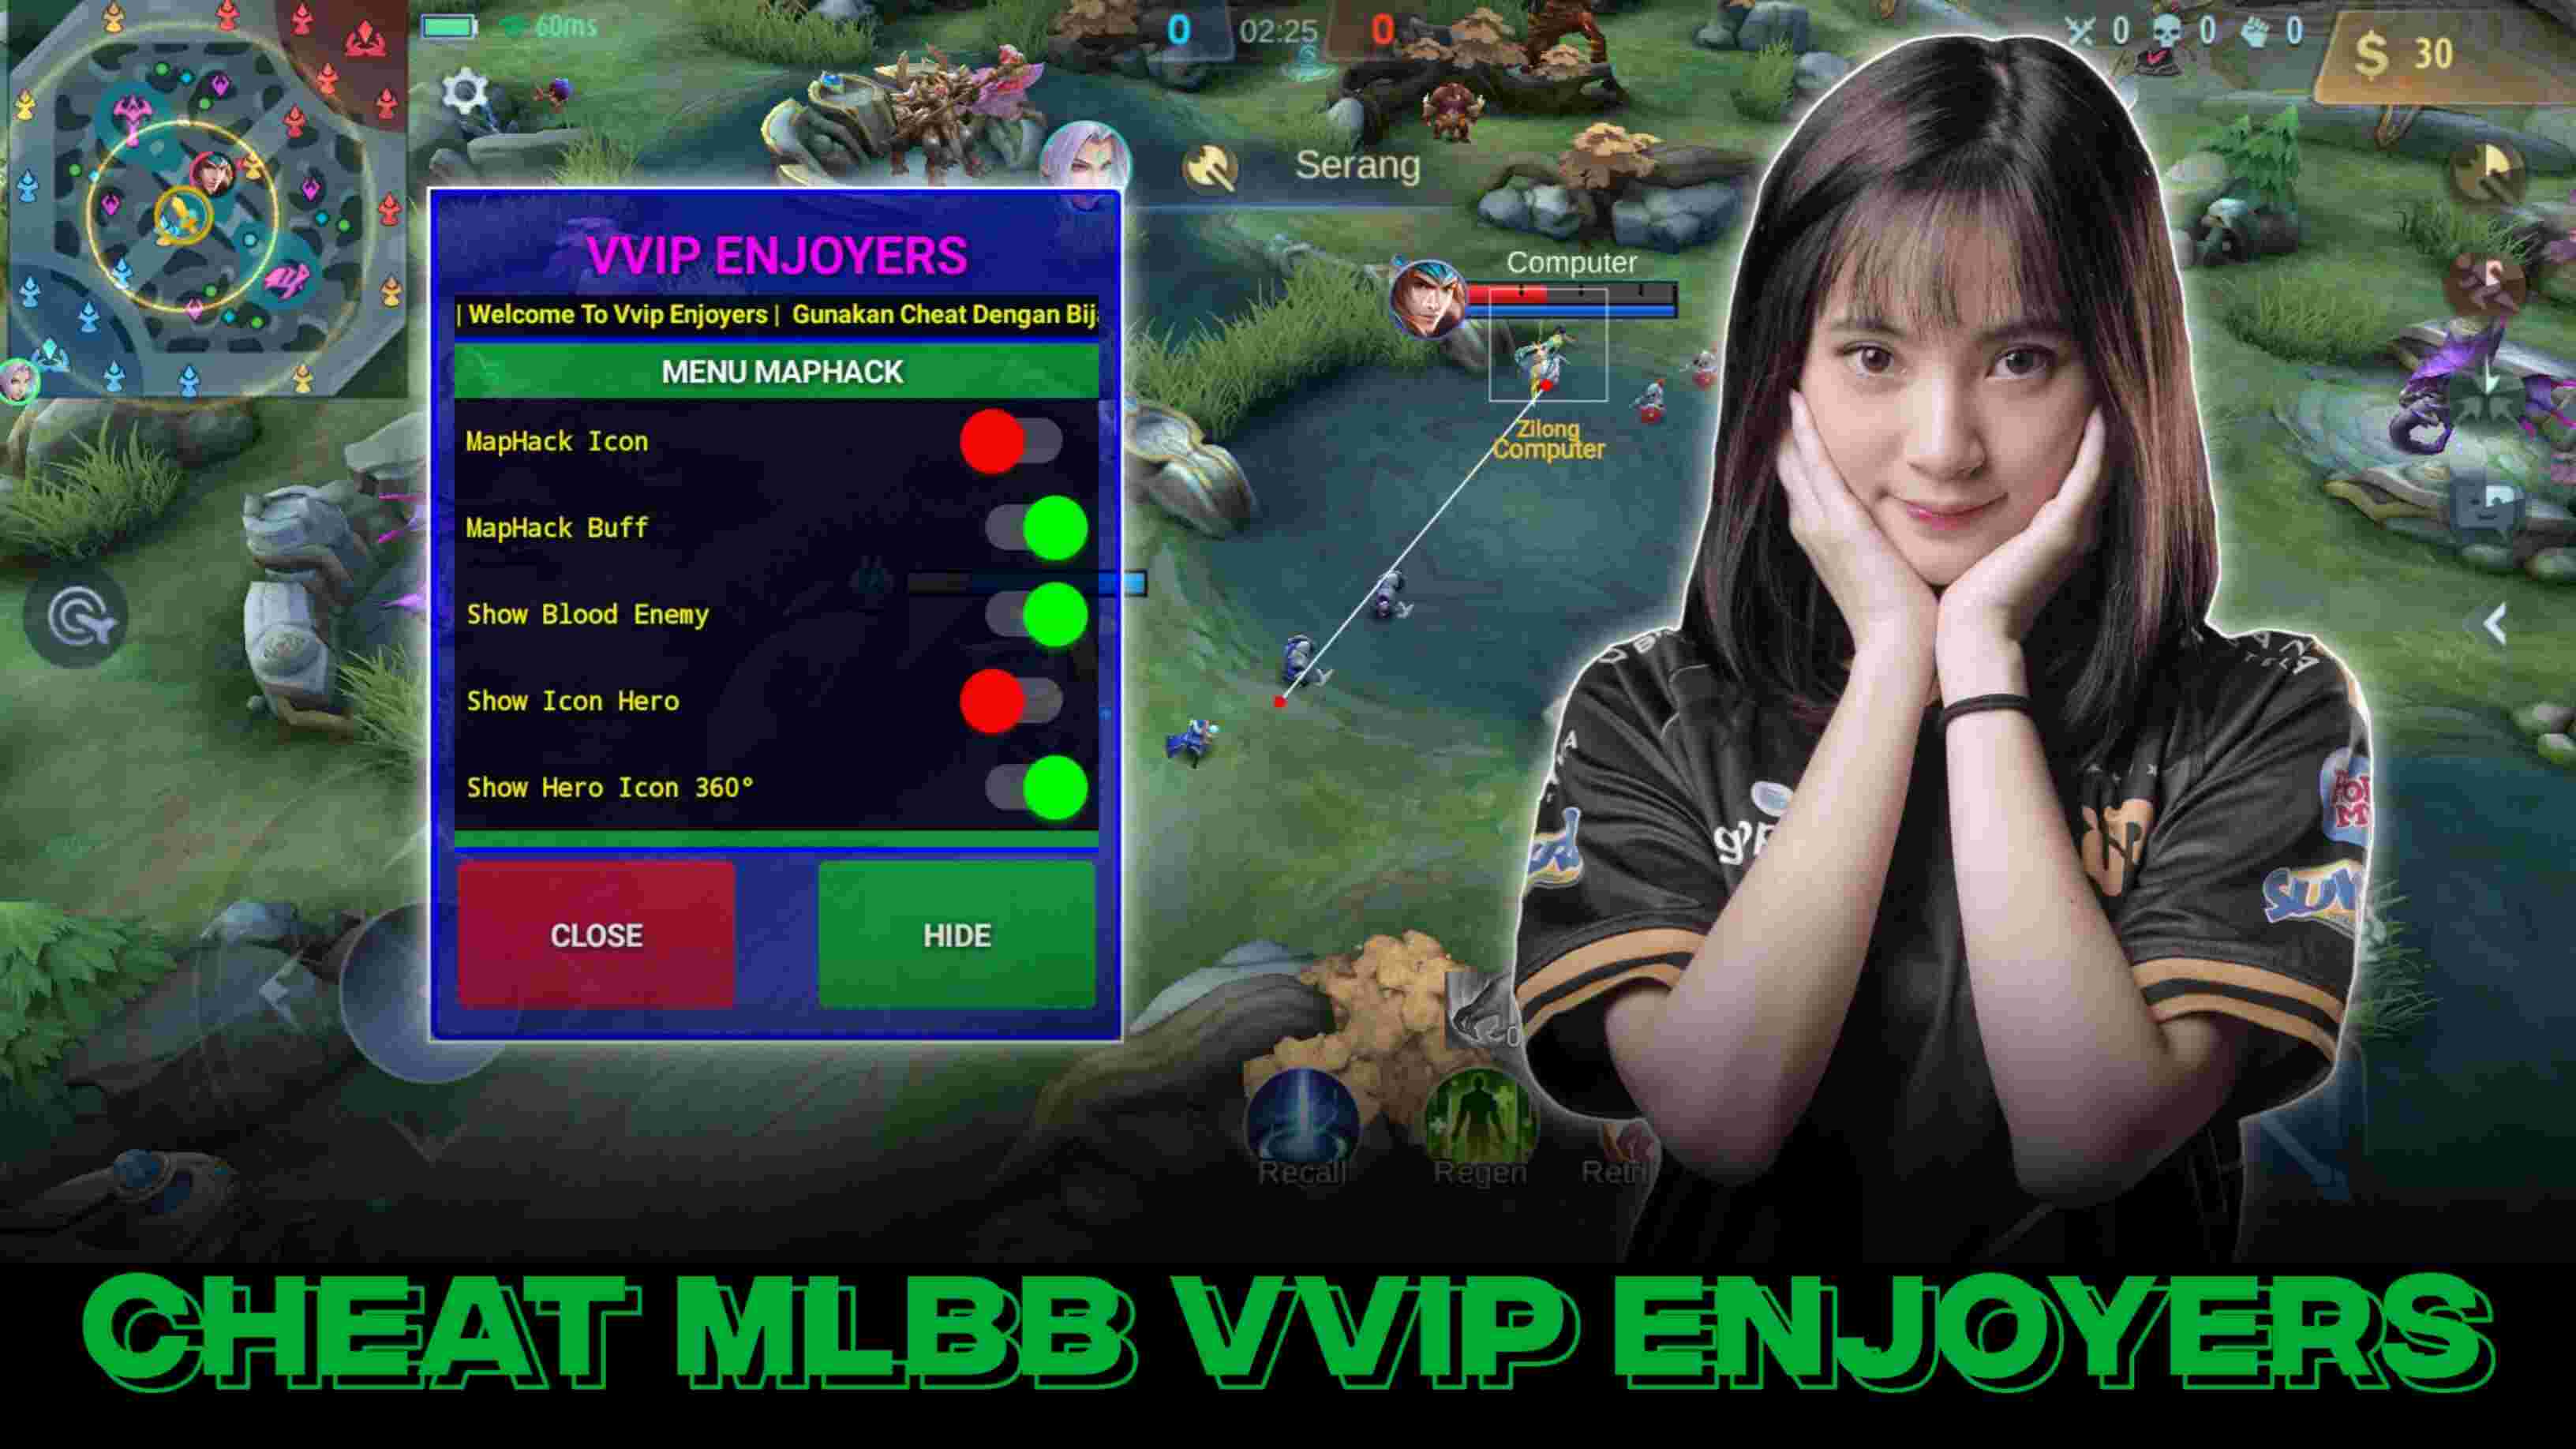 60ms
0 02:25 0
0 0 0
$ 30
Serang
VVIP ENJOYERS
| Welcome To Vvip Enjoyers | Gunakan Cheat Dengan Bij
MENU MAPHACK
MapHack Icon
MapHack Buff
Show Blood Enemy
Show Icon Hero
Show Hero Icon 360°
CLOSE
HIDE
Computer
Zilong
Computer
0
Recall
Regen
Retri
CHEAT MLBB VVIP ENJOYERS